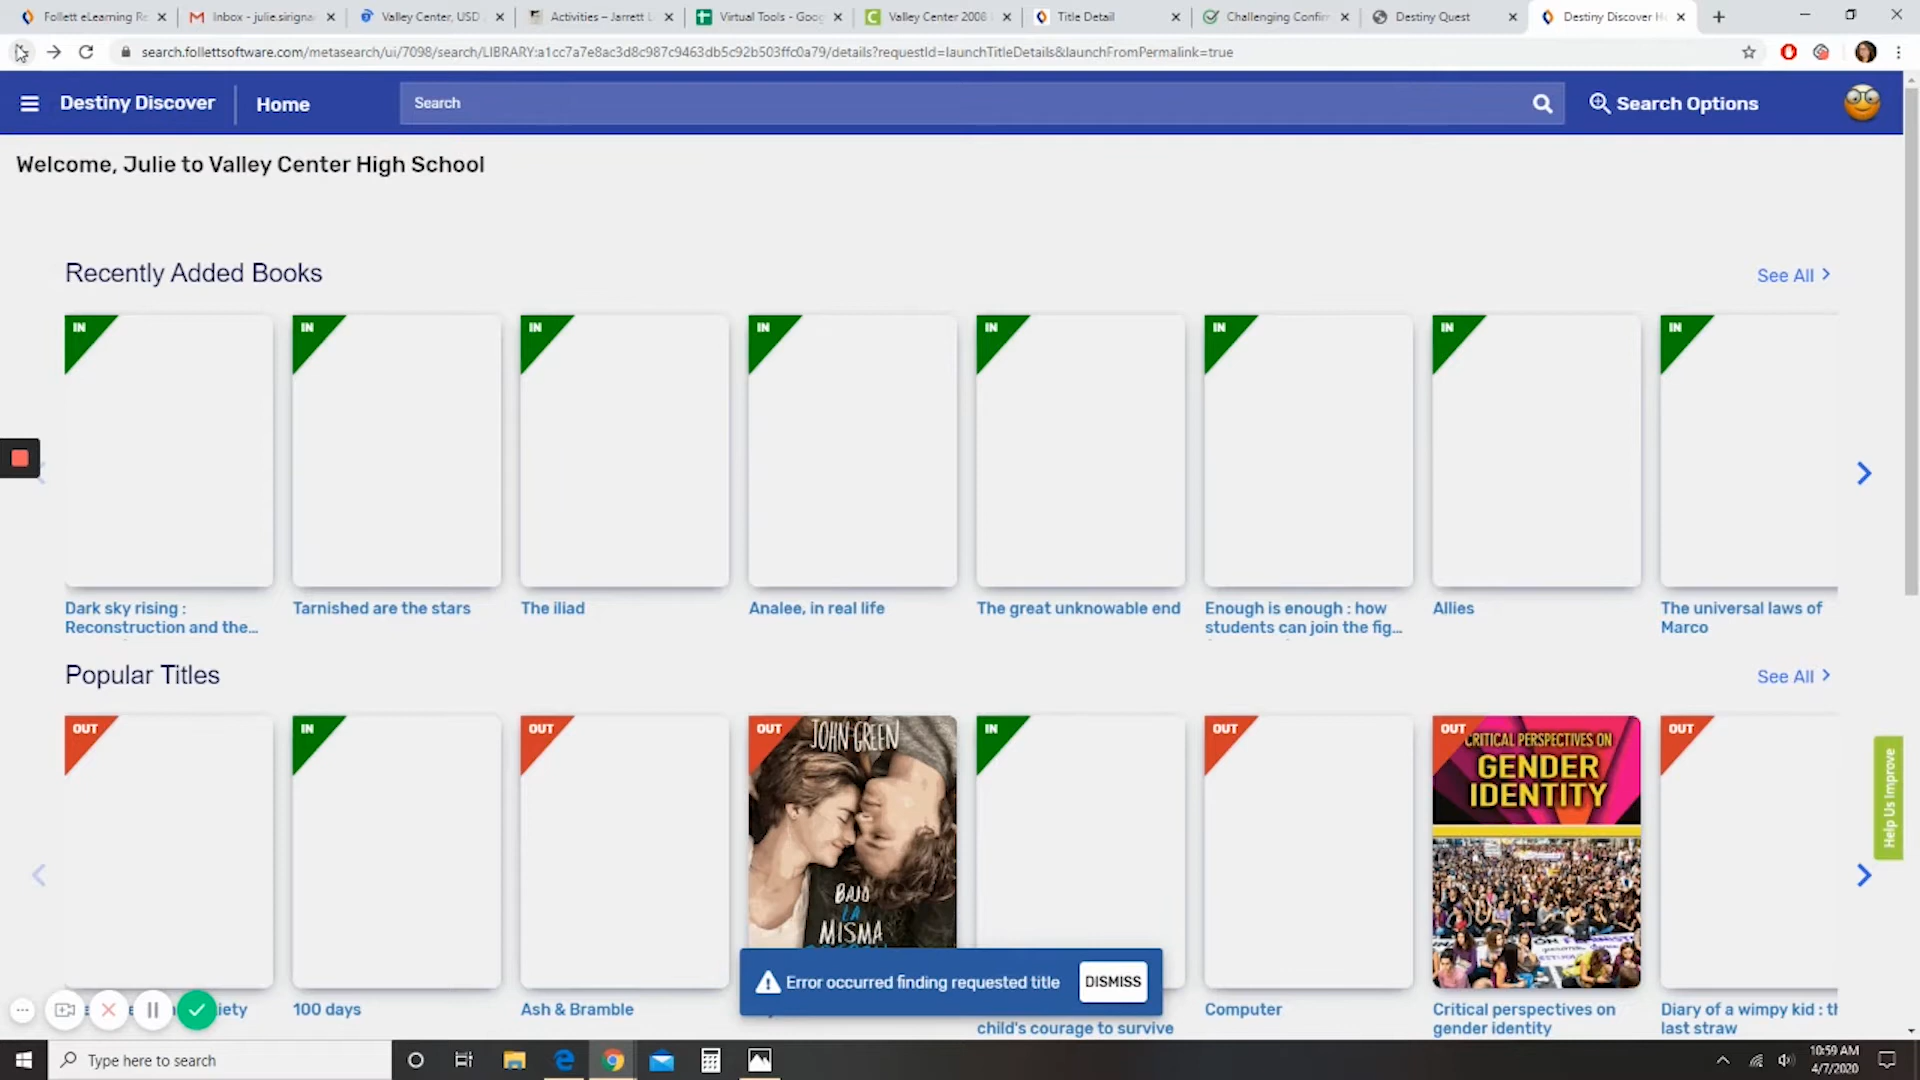 Follett eLearning Re
Inbox - julie.sirigna
Valley Center, USD
Activities – Jarrett L
Virtual Tools - Goog
Valley Center 2008
Title Detail
Challenging Confirm
Destiny Quest
Destiny Discover H
search.follettsoftware.com/metasearch/ui/7098/search/LIBRARY:a1cc7a7e8ac3d8c987c9463db5c92b503ffc0a79/details?requestId=launchTitleDetails&launchFromPermalink=true
Destiny Discover
Home
Search
Search Options
Welcome, Julie to Valley Center High School
Recently Added Books
See All
IN
IN
IN
IN
IN
IN
IN
IN
Dark sky rising :
Reconstruction and the...
Tarnished are the stars
The iliad
Analee, in real life
The great unknowable end
Enough is enough : how
students can join the fig...
Allies
The universal laws of
Marco
Popular Titles
See All
OUT
IN
OUT
OUT
JOHN GREEN
BAJO
LA
MISMA
IN
OUT
OUT
CRITICAL PERSPECTIVES ON
GENDER
IDENTITY
OUT
Help Us Improve
Error occurred finding requested title
DISMISS
iety
100 days
Ash & Bramble
child's courage to survive
Computer
Critical perspectives on
gender identity
Diary of a wimpy kid : th
last straw
Type here to search
10:59 AM
4/7/2020